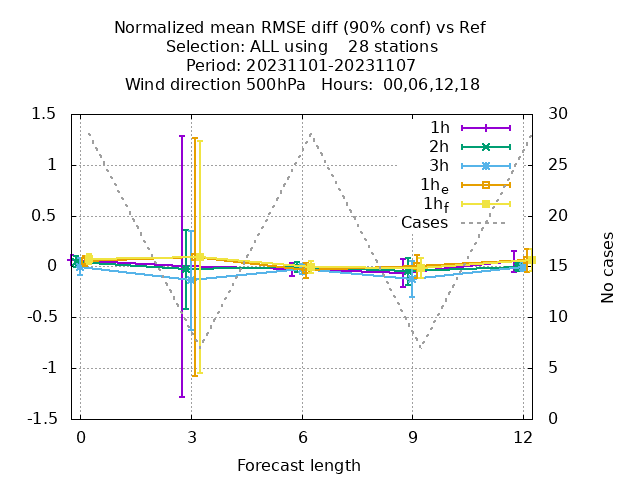 Normalized mean RMSE diff (90% conf) vs Ref
Selection: ALL using    28 stations
Period: 20231101-20231107
Wind direction 500hPa   Hours:  00,06,12,18
1.5
1
0.5
0
-0.5
-1
-1.5
30
25
20
15
10
5
0
1h
2h
3h
1he
1hf
Cases
No cases
0
3
6
9
12
Forecast length